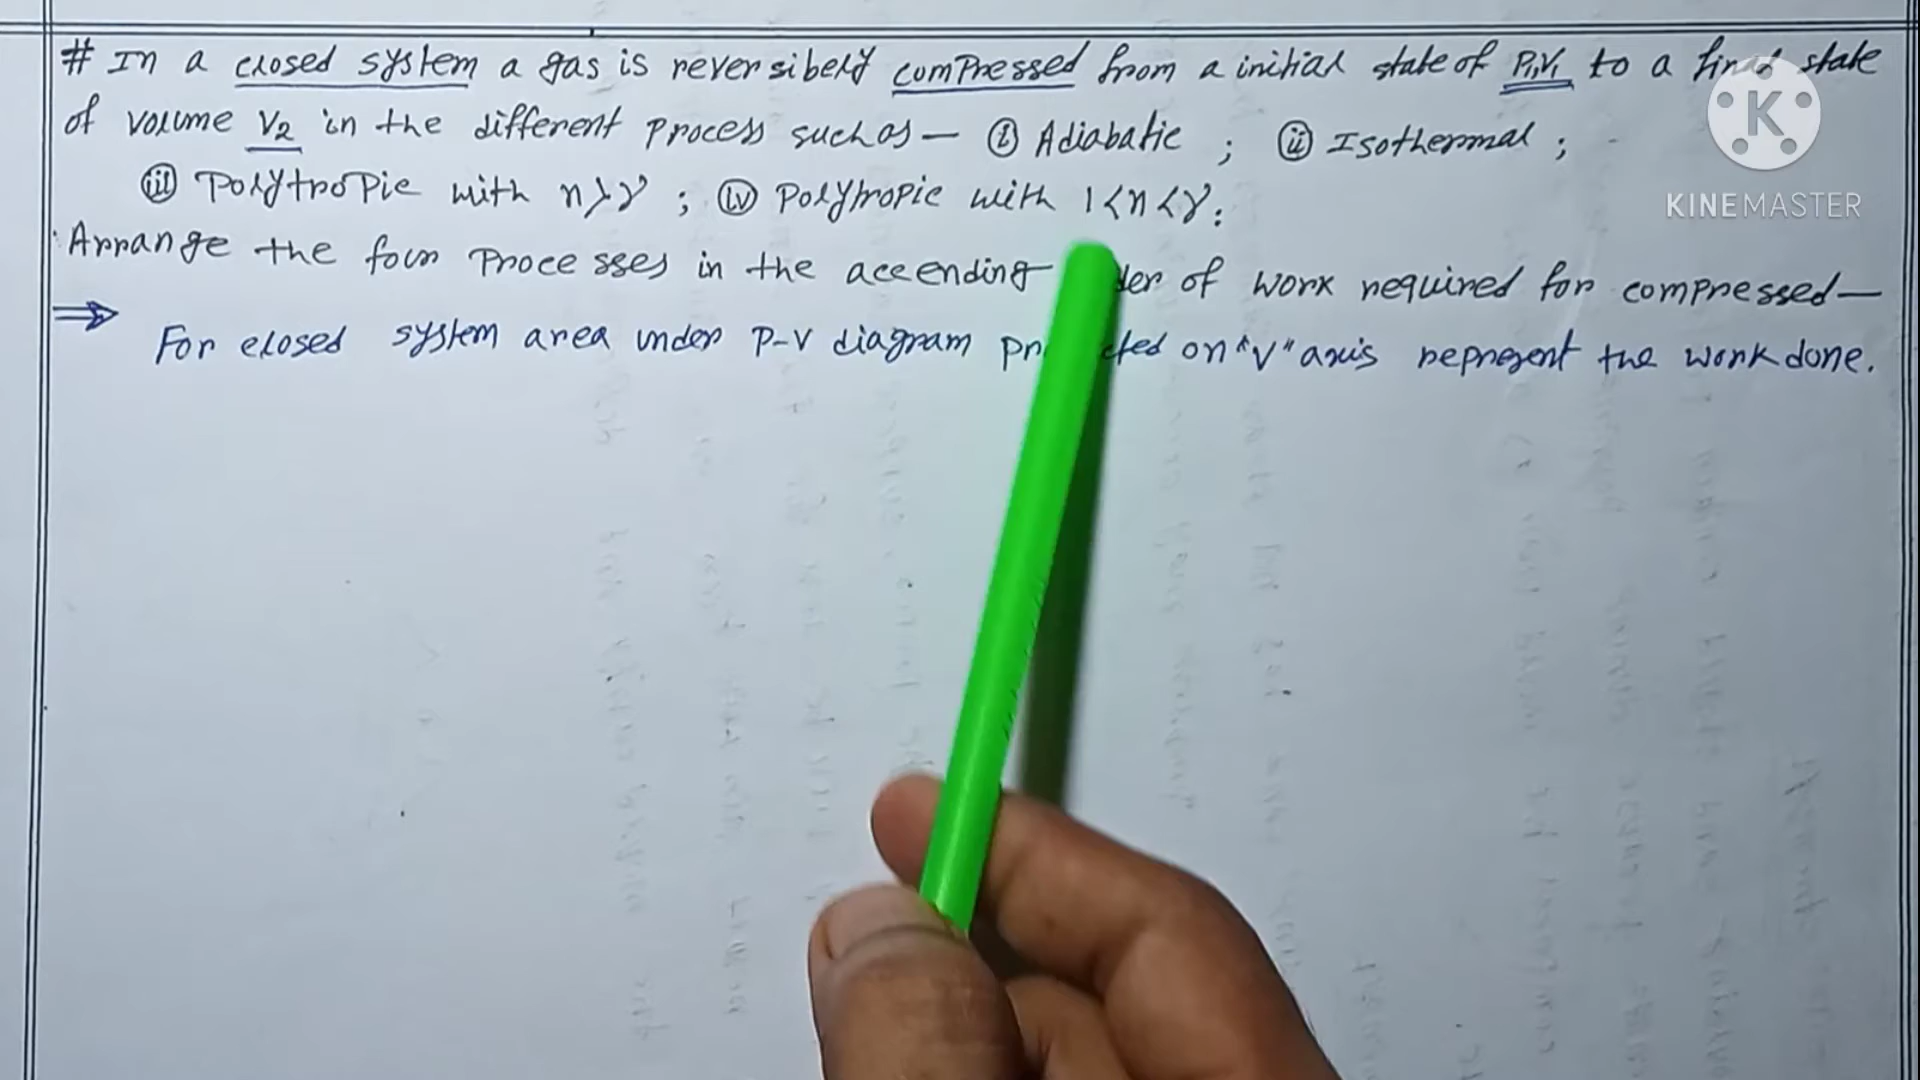 # In a closed system a gas is reversibely compressed from a initial state of P₁,V₁ to a final state
of volume V₂ in the different process such as — (i) Adiabatic ; (ii) Isothermal ;
(iii) Polytropic with n>γ ; (iv) Polytropic with 1<n<γ.
Arrange the four Processes in the accending of work required for compressed —
⇒ For closed system area under P-V diagram on "V" axis represent the work done.
K
KINEMASTER